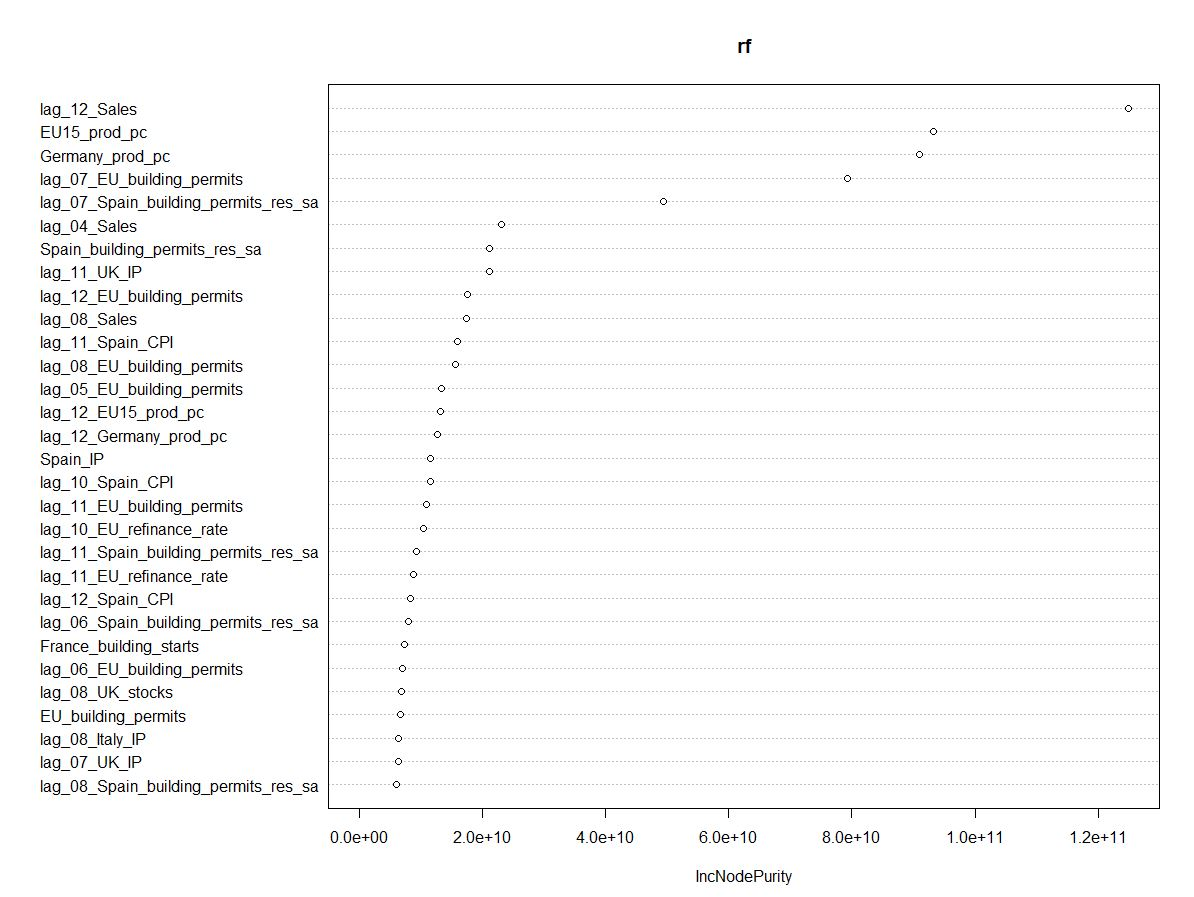 rf
lag_12_Sales
EU15_prod_pc
Germany_prod_pc
lag_07_EU_building_permits
lag_07_Spain_building_permits_res_sa
lag_04_Sales
Spain_building_permits_res_sa
lag_11_UK_IP
lag_12_EU_building_permits
lag_08_Sales
lag_11_Spain_CPI
lag_08_EU_building_permits
lag_05_EU_building_permits
lag_12_EU15_prod_pc
lag_12_Germany_prod_pc
Spain_IP
lag_10_Spain_CPI
lag_11_EU_building_permits
lag_10_EU_refinance_rate
lag_11_Spain_building_permits_res_sa
lag_11_EU_refinance_rate
lag_12_Spain_CPI
lag_06_Spain_building_permits_res_sa
France_building_starts
lag_06_EU_building_permits
lag_08_UK_stocks
EU_building_permits
lag_08_Italy_IP
lag_07_UK_IP
lag_08_Spain_building_permits_res_sa
0.0e+00 2.0e+10 4.0e+10 6.0e+10 8.0e+10 1.0e+11 1.2e+11
IncNodePurity